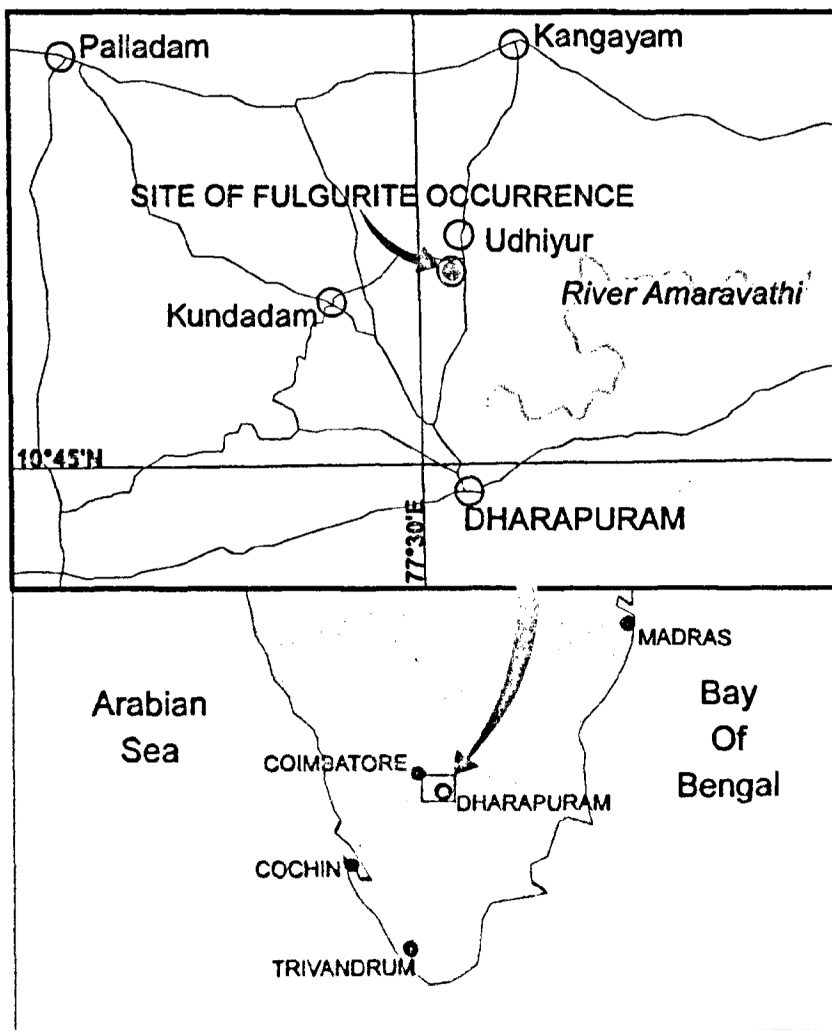 Palladam
Kangayam
SITE OF FULGURITE OCCURRENCE
Udhiyur
River Amaravathi
Kundadam
10°45'N
77°30'E
DHARAPURAM
MADRAS
Arabian
Sea
Bay
Of
Bengal
COIMBATORE
DHARAPURAM
COCHIN
TRIVANDRUM